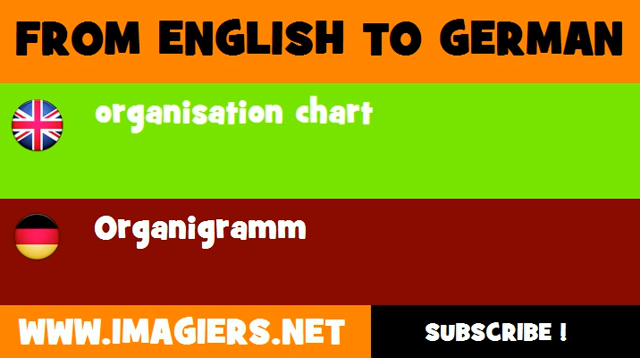 FROM ENGLISH TO GERMAN
organisation chart
Organigramm
WWW.IMAGIERS.NET
SUBSCRIBE !